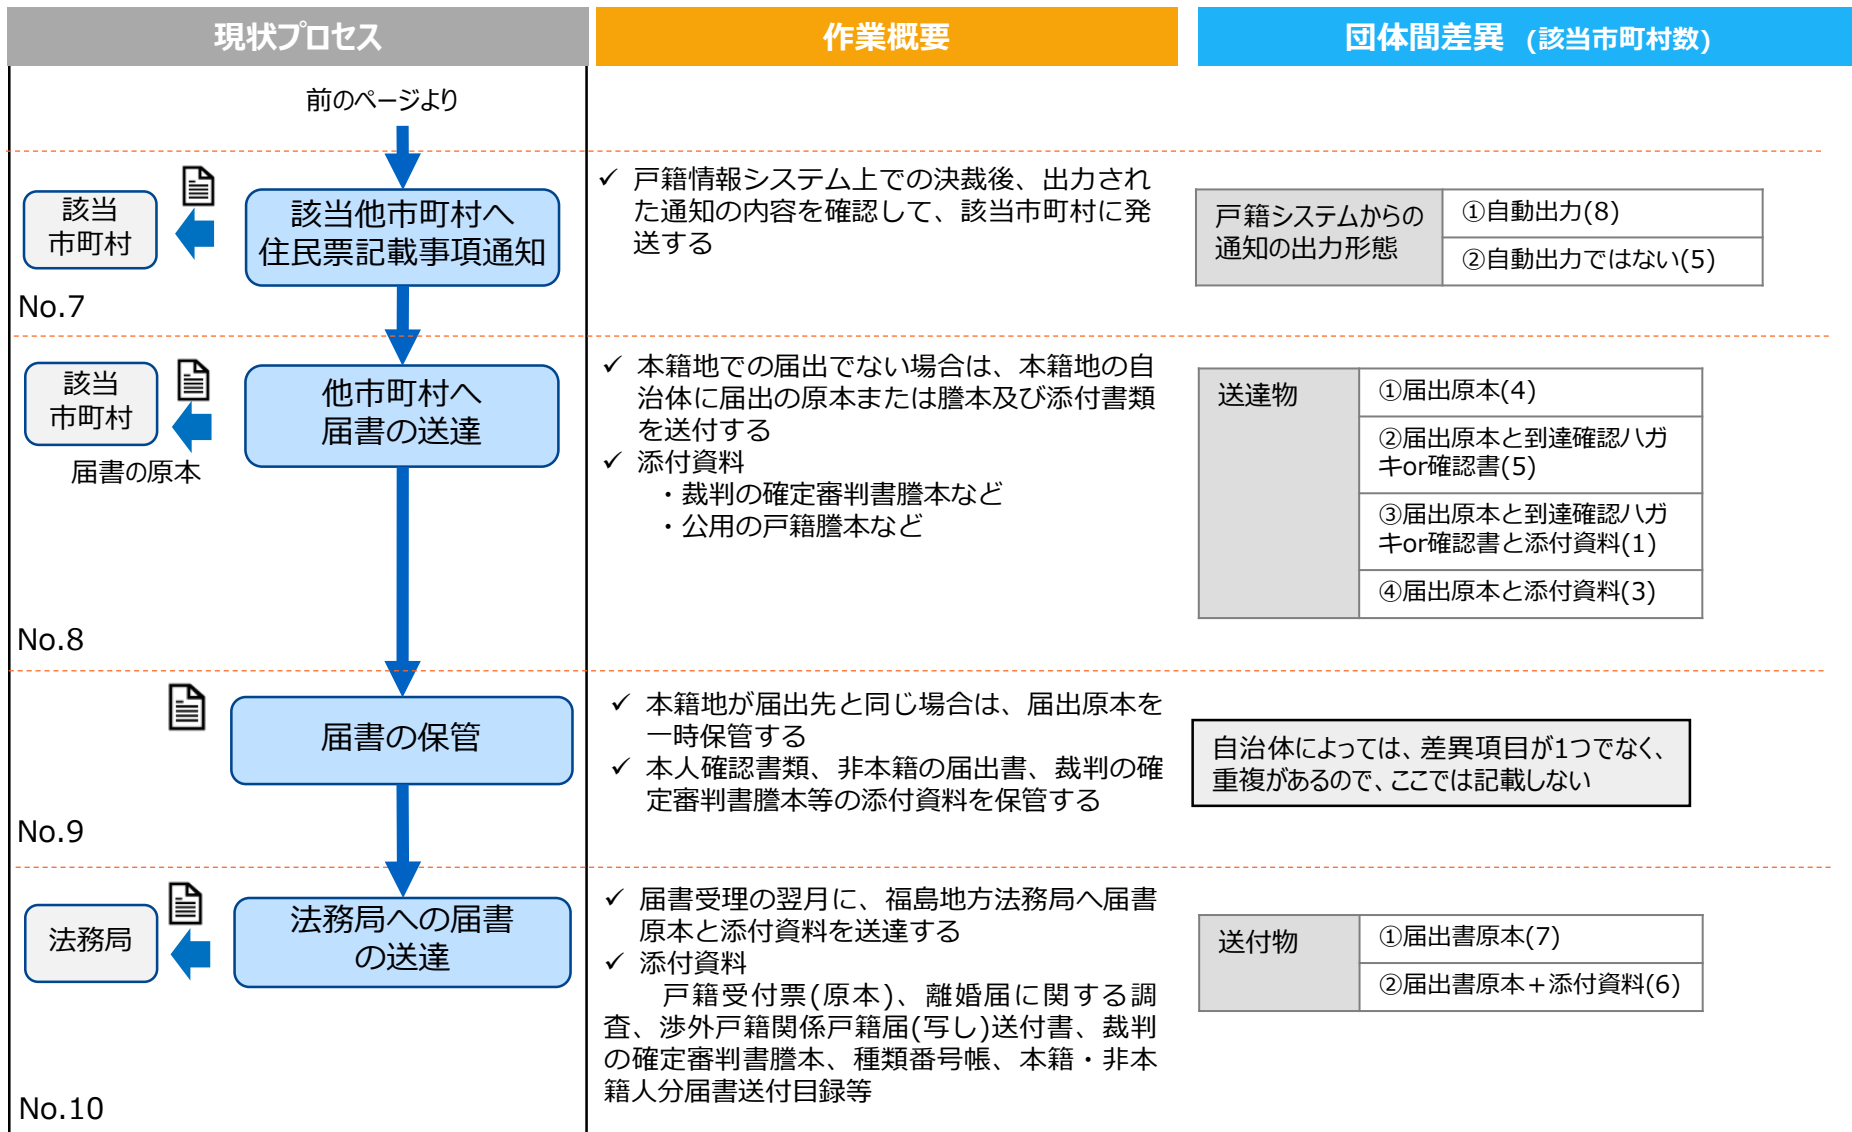 現状プロセス
作業概要
団体間差異 (該当市町村数)
前のページより
該当
市町村
該当他市町村へ
住民票記載事項通知
No.7
✓ 戸籍情報システム上での決裁後、出力され
た通知の内容を確認して、該当市町村に発
送する
戸籍システムからの
通知の出力形態
①自動出力(8)
②自動出力ではない(5)
該当
市町村
届書の原本
他市町村へ
届書の送達
No.8
✓ 本籍地での届出でない場合は、本籍地の自
治体に届出の原本または謄本及び添付書類
を送付する
✓ 添付資料
・裁判の確定審判書謄本など
・公用の戸籍謄本など
送達物
①届出原本(4)
②届出原本と到達確認ハガ
キor確認書(5)
③届出原本と到達確認ハガ
キor確認書と添付資料(1)
④届出原本と添付資料(3)
届書の保管
No.9
✓ 本籍地が届出先と同じ場合は、届出原本を
一時保管する
✓ 本人確認書類、非本籍の届出書、裁判の確
定審判書謄本等の添付資料を保管する
自治体によっては、差異項目が1つでなく、
重複があるので、ここでは記載しない
法務局
法務局への届書
の送達
No.10
✓ 届書受理の翌月に、福島地方法務局へ届書
原本と添付資料を送達する
✓ 添付資料
戸籍受付票(原本)、離婚届に関する調
査、渉外戸籍関係戸籍届(写し)送付書、裁判
の確定審判書謄本、種類番号帳、本籍・非本
籍人分届書送付目録等
送付物
①届出書原本(7)
②届出書原本＋添付資料(6)